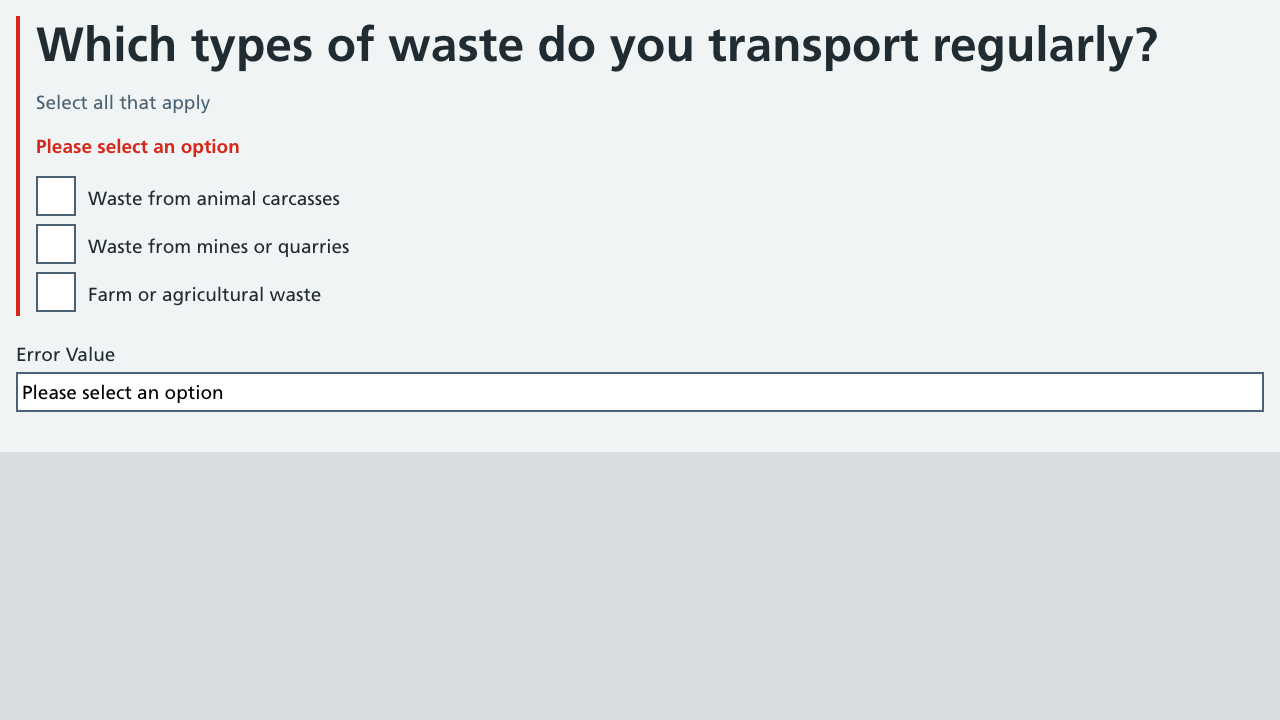 Which types of waste do you transport regularly?
Select all that apply
Please select an option
Waste from animal carcasses
Waste from mines or quarries
Farm or agricultural waste
Error Value
Please select an option